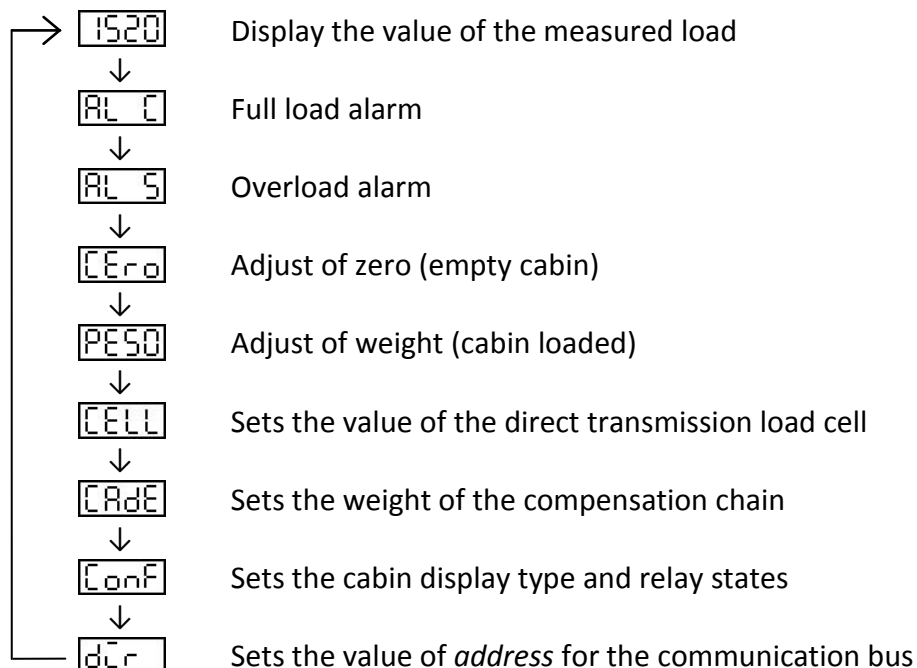 1520 Display the value of the measured load
AL C Full load alarm
AL S Overload alarm
CEro Adjust of zero (empty cabin)
PESO Adjust of weight (cabin loaded)
CELL Sets the value of the direct transmission load cell
CAdE Sets the weight of the compensation chain
ConF Sets the cabin display type and relay states
dir Sets the value of address for the communication bus